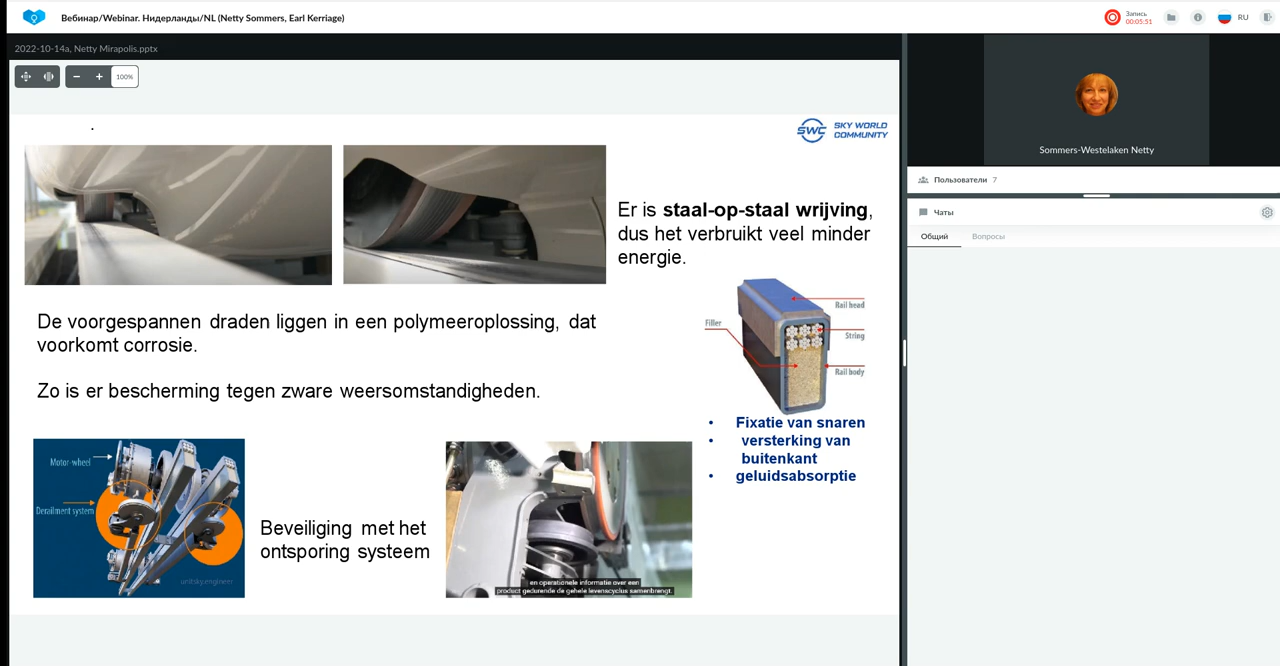 Вебинар/Webinar. Нидерланды/NL (Netty Sommers, Earl Kerriage)
Запись
00:05:51
RU
2022-10-14a, Netty Mirapolis.pptx
100%
SWC SKY WORLD
COMMUNITY
Er is staal-op-staal wrijving,
dus het verbruikt veel minder
energie.
De voorgespannen draden liggen in een polymeeroplossing, dat
voorkomt corrosie.
Zo is er bescherming tegen zware weersomstandigheden.
Rail head
Filler
String
Rail body
• Fixatie van snaren
• versterking van
buitenkant
• geluidsabsorptie
Motor-wheel
Derailment system
unitsky.engineer
Beveiliging met het
ontsporing systeem
en operationele informatie over een
product gedurende de gehele levenscyclus samenbrengt.
Sommers-Westelaken Netty
Пользователи 7
Чаты
Общий Вопросы